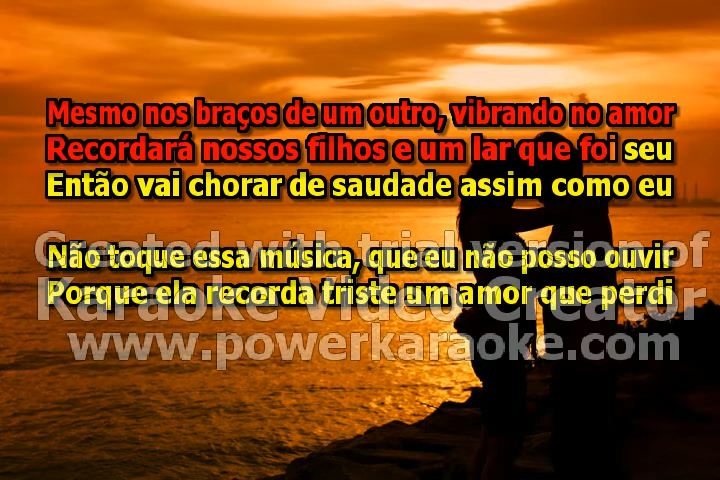 Mesmo nos braços de um outro, vibrando no amor
Recordará nossos filhos e um lar que foi seu
Então vai chorar de saudade assim como eu
Não toque essa música, que eu não posso ouvir
Porque ela recorda triste um amor que perdi
Created with trial version of
Karaoke Video Creator
www.powerkaraoke.com